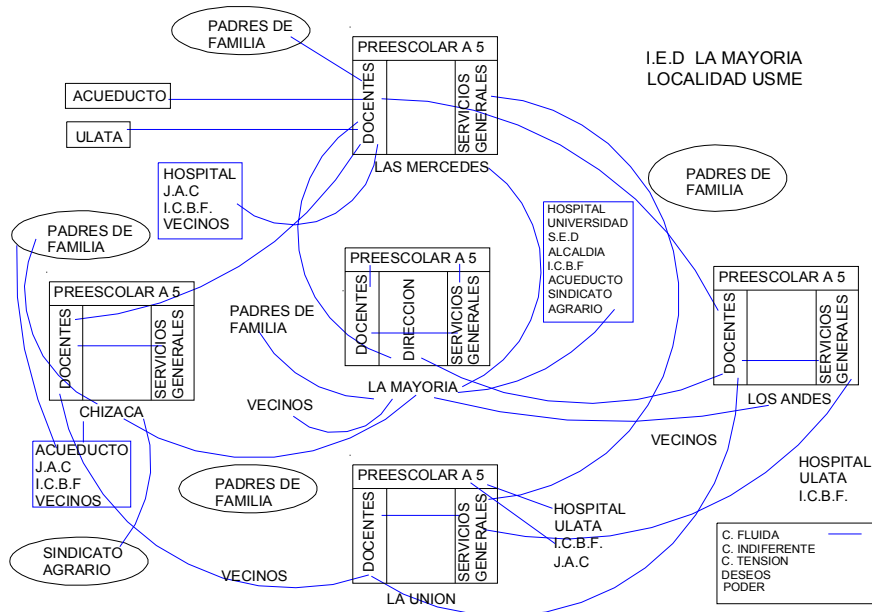 PADRES DE
FAMILIA
PREESCOLAR A 5
DOCENTES
SERVICIOS
GENERALES
LAS MERCEDES
I.E.D LA MAYORIA
LOCALIDAD USME
ACUEDUCTO
ULATA
HOSPITAL
J.A.C
I.C.B.F.
VECINOS
PADRES DE
FAMILIA
HOSPITAL
UNIVERSIDAD
S.E.D
ALCALDIA
I.C.B.F
ACUEDUCTO
SINDICATO
AGRARIO
PADRES DE
FAMILIA
PREESCOLAR A 5
DOCENTES
SERVICIOS
GENERALES
CHIZACA
PADRES DE
FAMILIA
PREESCOLAR A 5
DOCENTES
DIRECCION
SERVICIOS
GENERALES
LA MAYORIA
VECINOS
PREESCOLAR A 5
DOCENTES
SERVICIOS
GENERALES
LOS ANDES
VECINOS
HOSPITAL
ULATA
I.C.B.F.
ACUEDUCTO
J.A.C
I.C.B.F
VECINOS
PADRES DE
FAMILIA
PREESCOLAR A 5
DOCENTES
SERVICIOS
GENERALES
LA UNION
HOSPITAL
ULATA
I.C.B.F.
J.A.C
SINDICATO
AGRARIO
VECINOS
C. FLUIDA
C. INDIFERENTE
C. TENSION
DESEOS
PODER